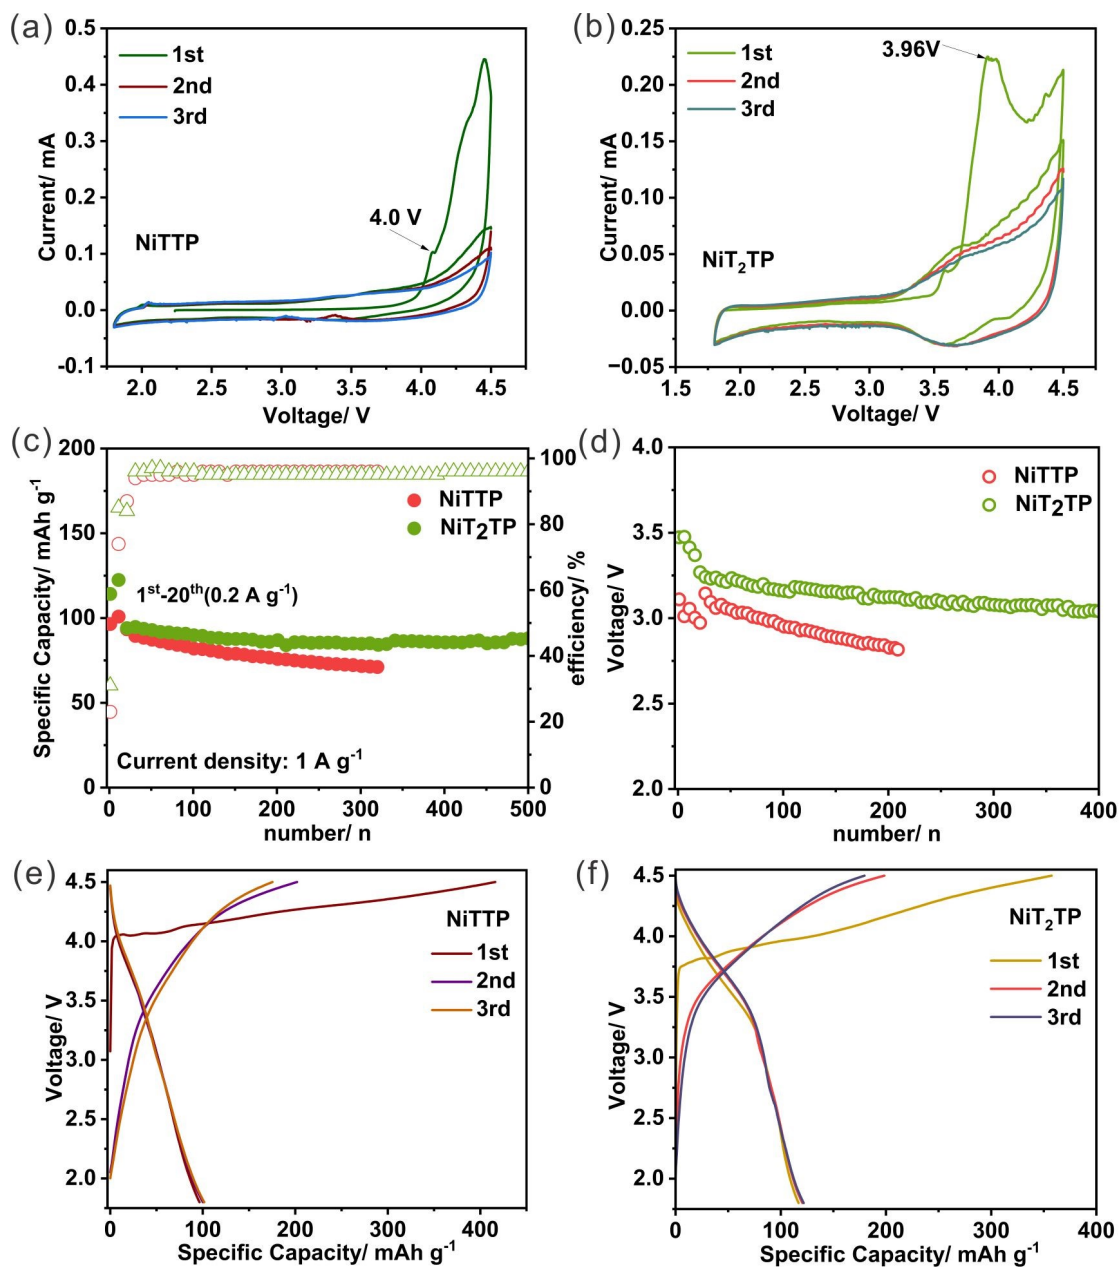 (a)
0.5
0.4
0.3
0.2
0.1
0.0
-0.1
Current/ mA
1st
2nd
3rd
4.0 V
NiTTP
2.0 2.5 3.0 3.5 4.0 4.5
Voltage/ V
(b)
0.25
0.20
0.15
0.10
0.05
0.00
−0.05
Current/ mA
1st
2nd
3rd
3.96V
NiT₂TP
1.5 2.0 2.5 3.0 3.5 4.0 4.5
Voltage/ V
(c)
200
150
100
50
0
Specific Capacity/ mAh g⁻¹
NiTTP
NiT₂TP
1ˢᵗ-20ᵗʰ(0.2 A g⁻¹)
Current density: 1 A g⁻¹
100
80
60
40
20
0
efficiency/ %
0 100 200 300 400 500
number/ n
(d)
4.0
3.5
3.0
2.5
2.0
Voltage/ V
NiTTP
NiT₂TP
0 100 200 300 400
number/ n
(e)
4.5
4.0
3.5
3.0
2.5
2.0
Voltage/ V
NiTTP
1st
2nd
3rd
0 100 200 300 400
Specific Capacity/ mAh g⁻¹
(f)
4.5
4.0
3.5
3.0
2.5
2.0
Voltage/ V
NiT₂TP
1st
2nd
3rd
0 100 200 300 400
Specific Capacity/ mAh g⁻¹